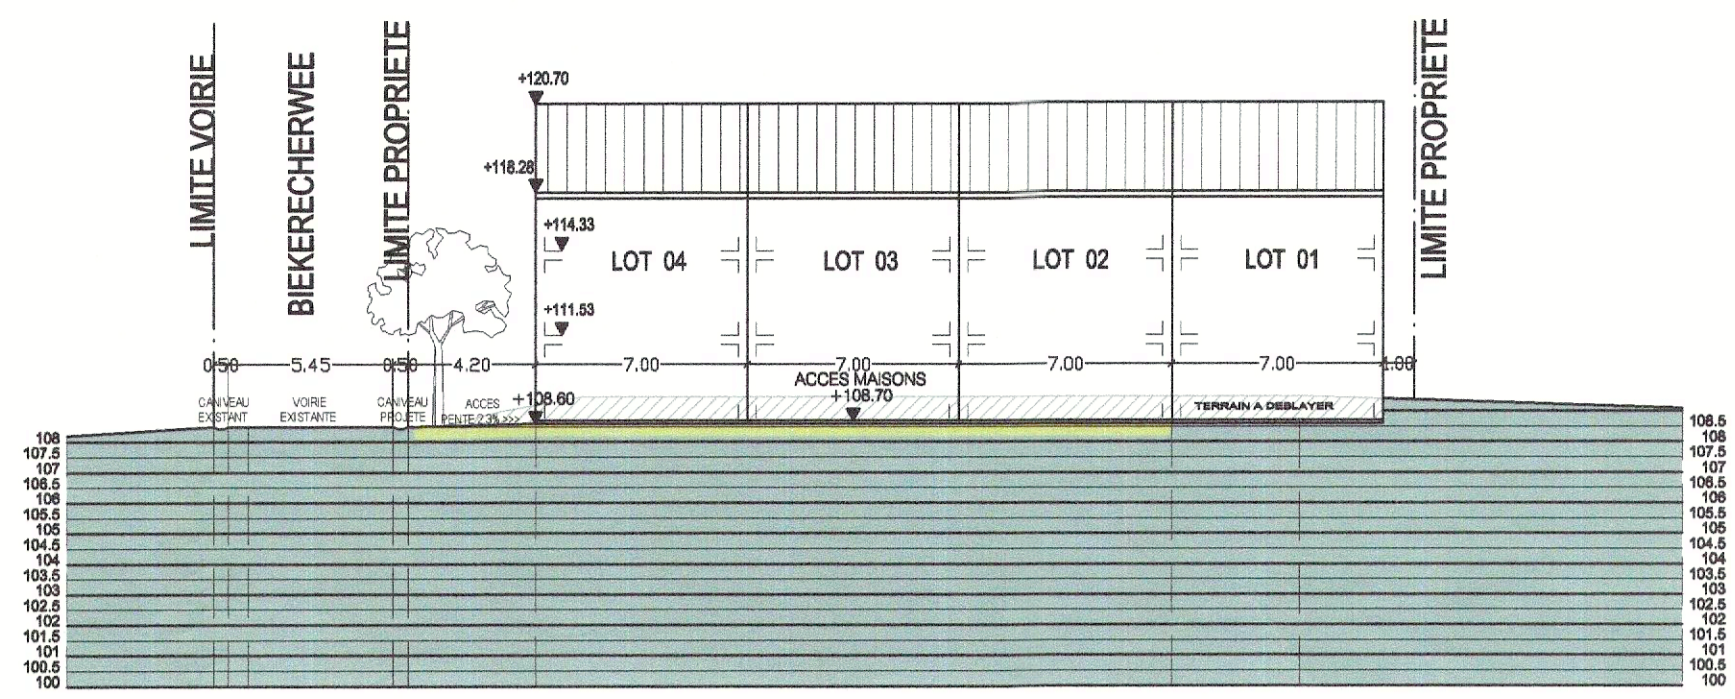 LIMITE VOIRIE
BIEKERECHERWEE
LIMITE PROPRIETE
LIMITE PROPRIETE
+120.70
+118.28
+114.33
LOT 04
LOT 03
LOT 02
LOT 01
+111.53
0.50
5.45
0.50
4.20
7.00
7.00
7.00
7.00
1.00
ACCES MAISONS
+108.60
+108.70
CANIVEAU
EXISTANT
VOIRIE
EXISTANTE
CANIVEAU
PROJETE
ACCES
PENTE 2.3% >>>
TERRAIN A DEBLAYER
108
107.5
107
106.5
106
105.5
105
104.5
104
103.5
103
102.5
102
101.5
101
100.5
100
108.5
108
107.5
107
106.5
106
105.5
105
104.5
104
103.5
103
102.5
102
101.5
101
100.5
100